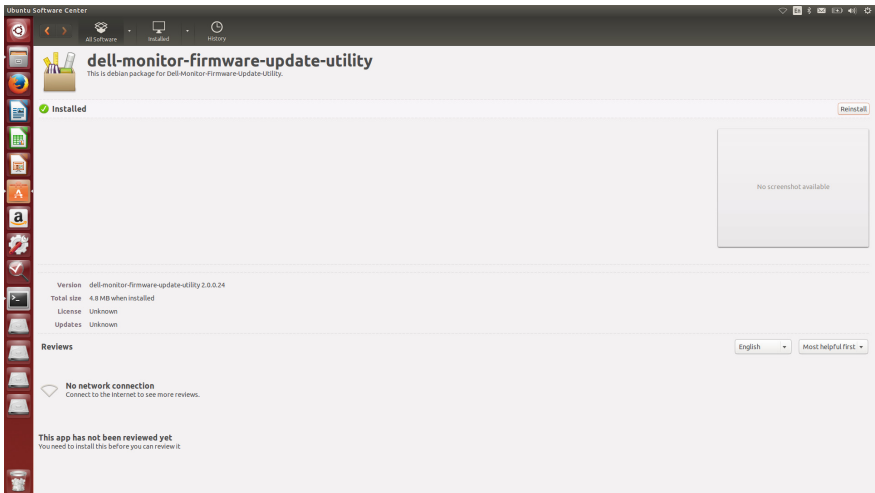 Ubuntu Software Center
En
All Software
Installed
History
dell-monitor-firmware-update-utility
This is debian package for Dell-Monitor-Firmware-Update-Utility.
Installed
Reinstall
No screenshot available
Version dell-monitor-firmware-update-utility 2.0.0.24
Total size 4.8 MB when installed
License Unknown
Updates Unknown
Reviews
English
Most helpful first
No network connection
Connect to the Internet to see more reviews.
This app has not been reviewed yet
You need to install this before you can review it